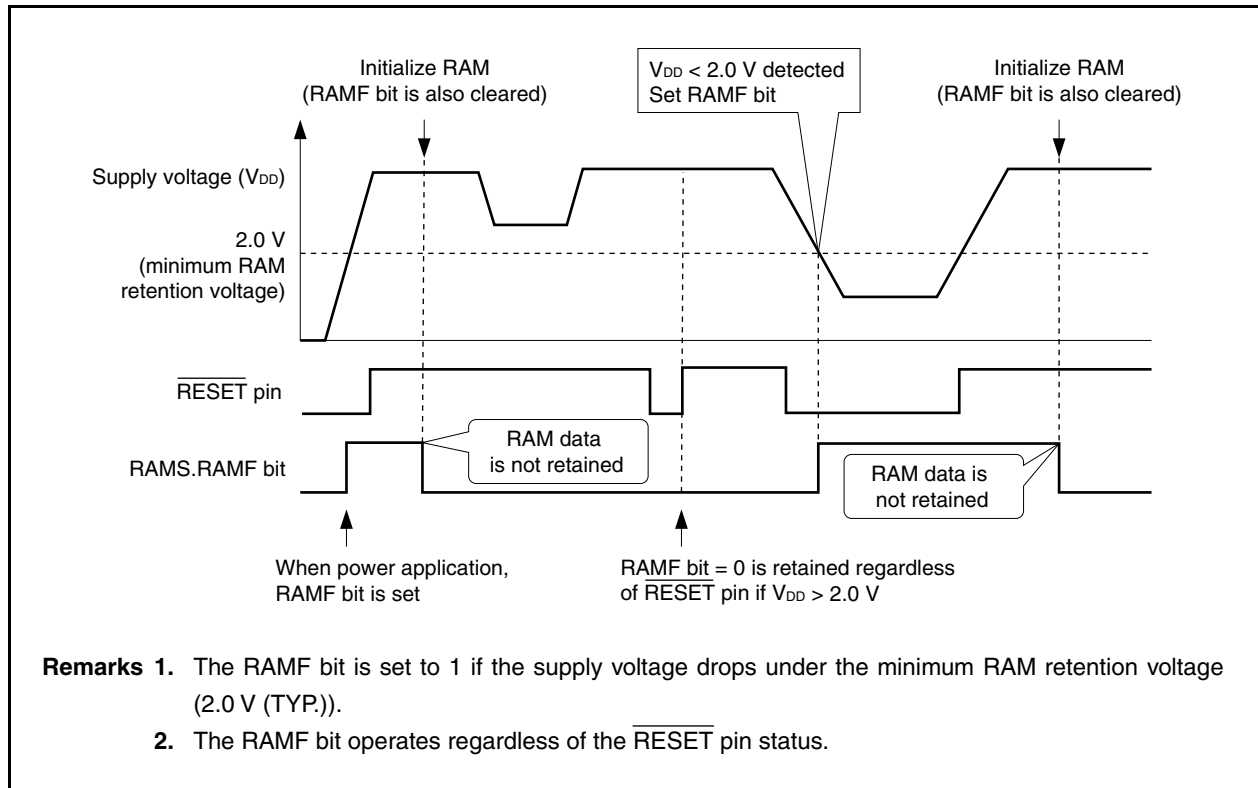 Initialize RAM
(RAMF bit is also cleared)
VDD < 2.0 V detected
Set RAMF bit
Initialize RAM
(RAMF bit is also cleared)
Supply voltage (VDD)
2.0 V
(minimum RAM
retention voltage)
RESET pin
RAMS.RAMF bit
RAM data
is not retained
RAM data is
not retained
When power application,
RAMF bit is set
RAMF bit = 0 is retained regardless
of RESET pin if VDD > 2.0 V
Remarks 1. The RAMF bit is set to 1 if the supply voltage drops under the minimum RAM retention voltage
(2.0 V (TYP.)).
2. The RAMF bit operates regardless of the RESET pin status.